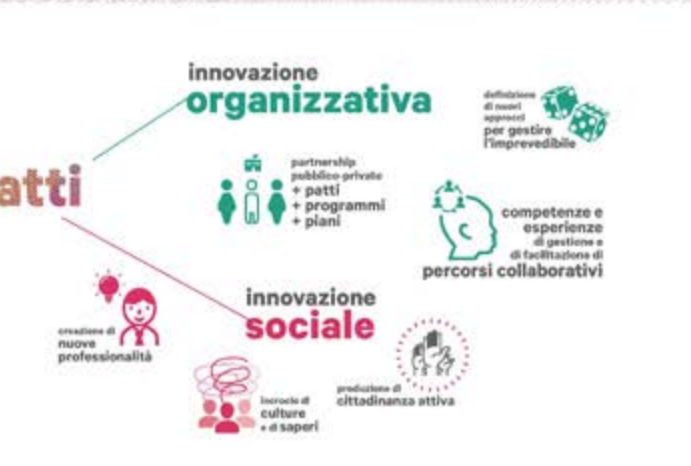 innovazione
organizzativa
definizione
di nuovi
approcci
per gestire
l'imprevedibile
atti
partnership
pubblico-private
+ patti
+ programmi
+ piani
competenze e
esperienze
di gestione e
di facilitazione di
percorsi collaborativi
innovazione
sociale
creazione di
nuove
professionalità
incrocio di
culture
e di saperi
produzione di
cittadinanza attiva